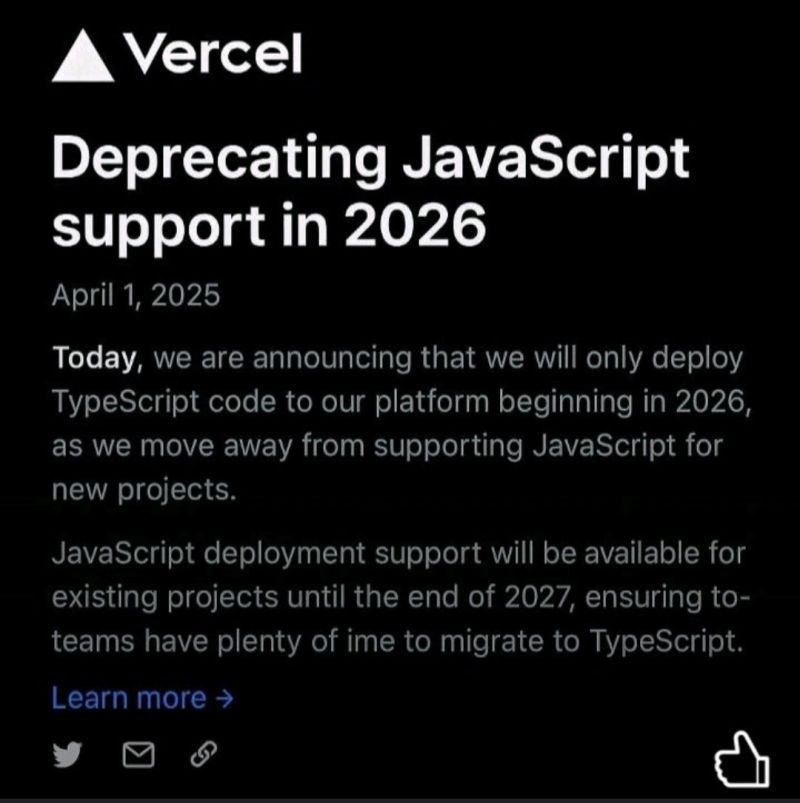 Vercel
Deprecating JavaScript
support in 2026
April 1, 2025
Today, we are announcing that we will only deploy
TypeScript code to our platform beginning in 2026,
as we move away from supporting JavaScript for
new projects.
JavaScript deployment support will be available for
existing projects until the end of 2027, ensuring to-
teams have plenty of ime to migrate to TypeScript.
Learn more →